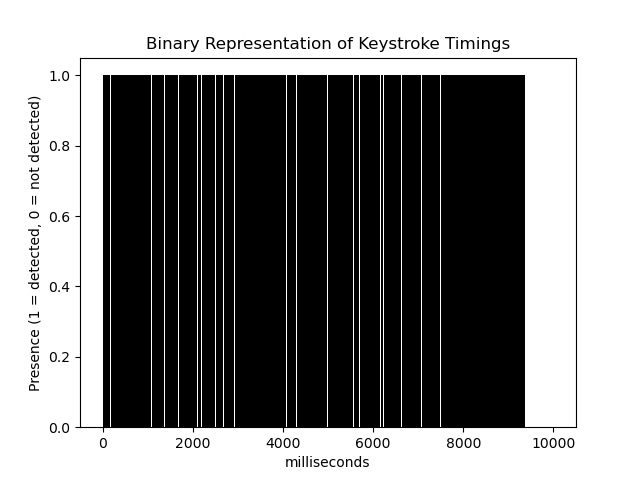 Binary Representation of Keystroke Timings
1.0
0.8
0.6
0.4
0.2
0.0
Presence (1 = detected, 0 = not detected)
0 2000 4000 6000 8000 10000
milliseconds